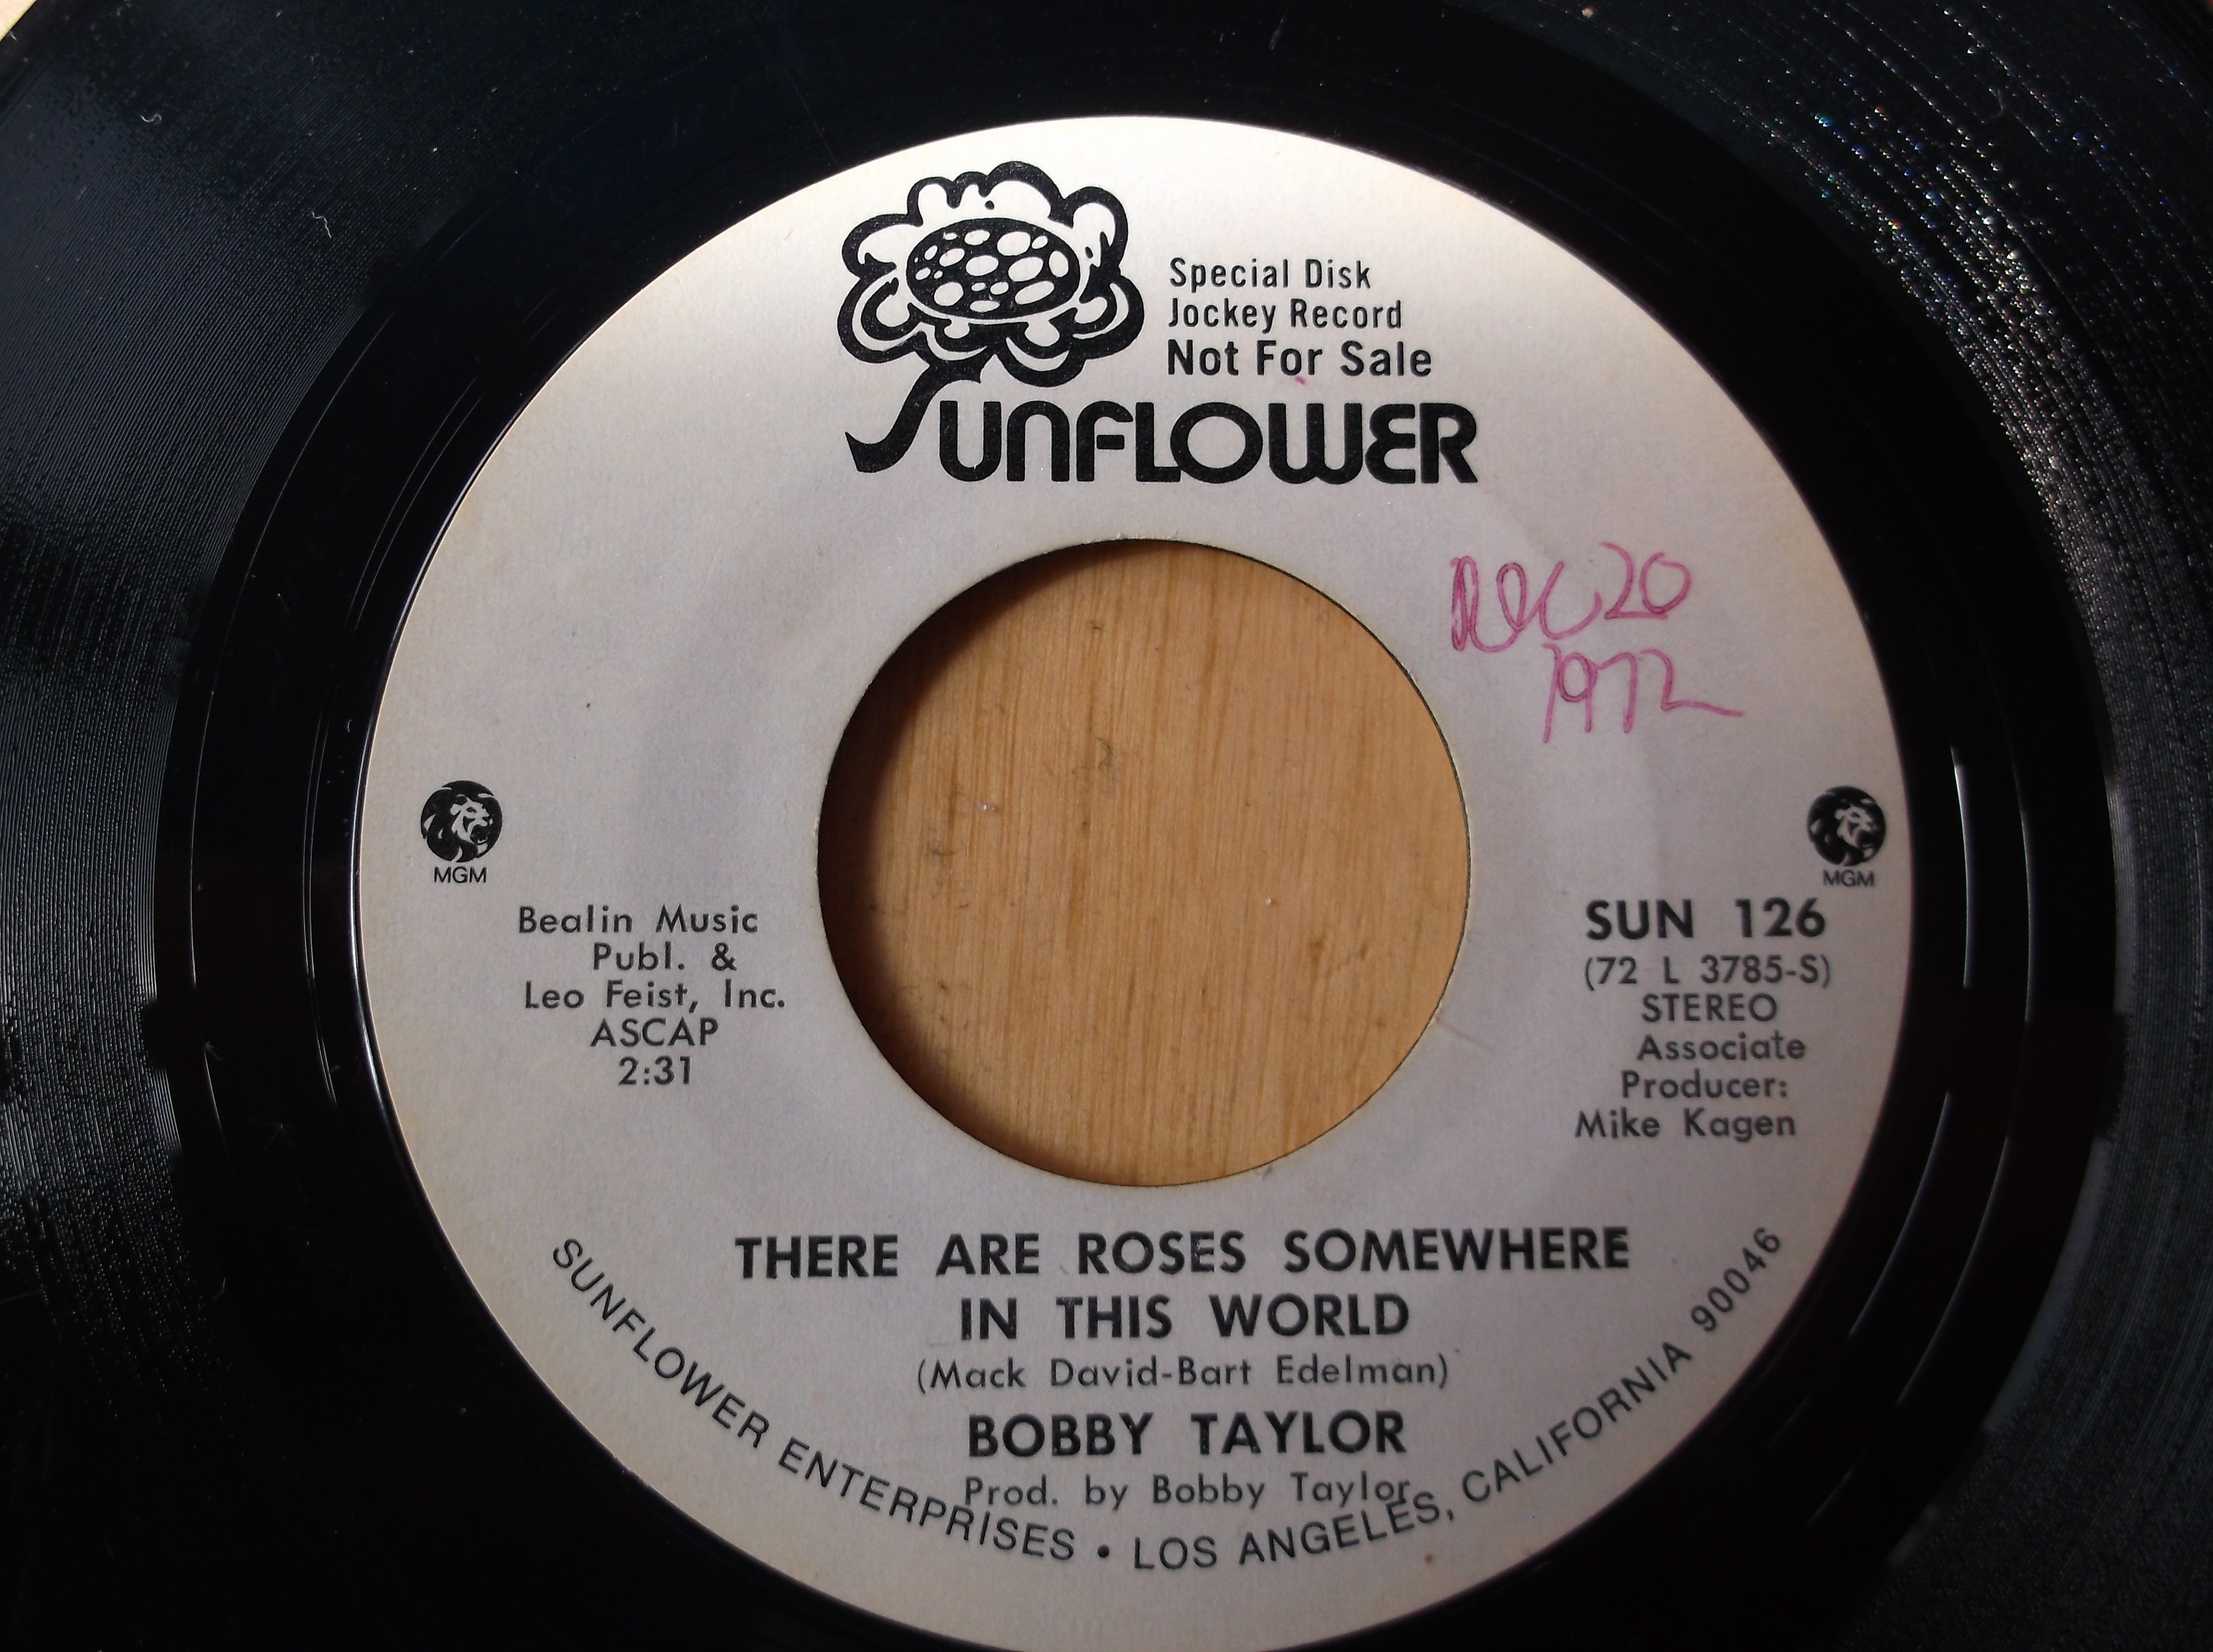 Special Disk
Jockey Record
Not For Sale
SUNFLOWER
DEC 20
1972
MGM
MGM
Bealin Music
Publ. &
Leo Feist, Inc.
ASCAP
2:31
SUN 126
(72 L 3785-S)
STEREO
Associate
Producer:
Mike Kagen
THERE ARE ROSES SOMEWHERE
IN THIS WORLD
(Mack David-Bart Edelman)
BOBBY TAYLOR
Prod. by Bobby Taylor
SUNFLOWER ENTERPRISES • LOS ANGELES, CALIFORNIA 90046